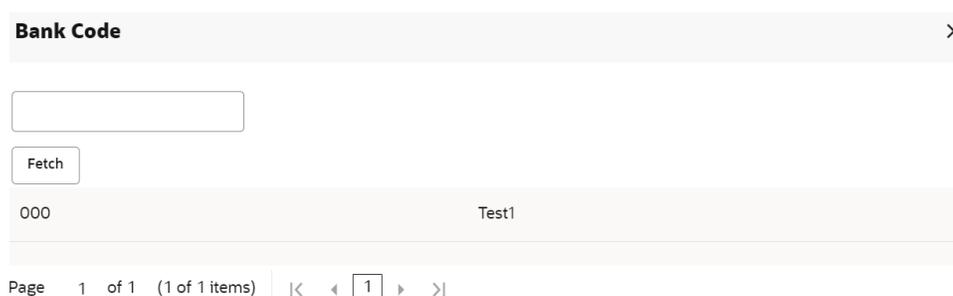 Bank Code
Fetch
000 Test1
Page 1 of 1 (1 of 1 items) 1